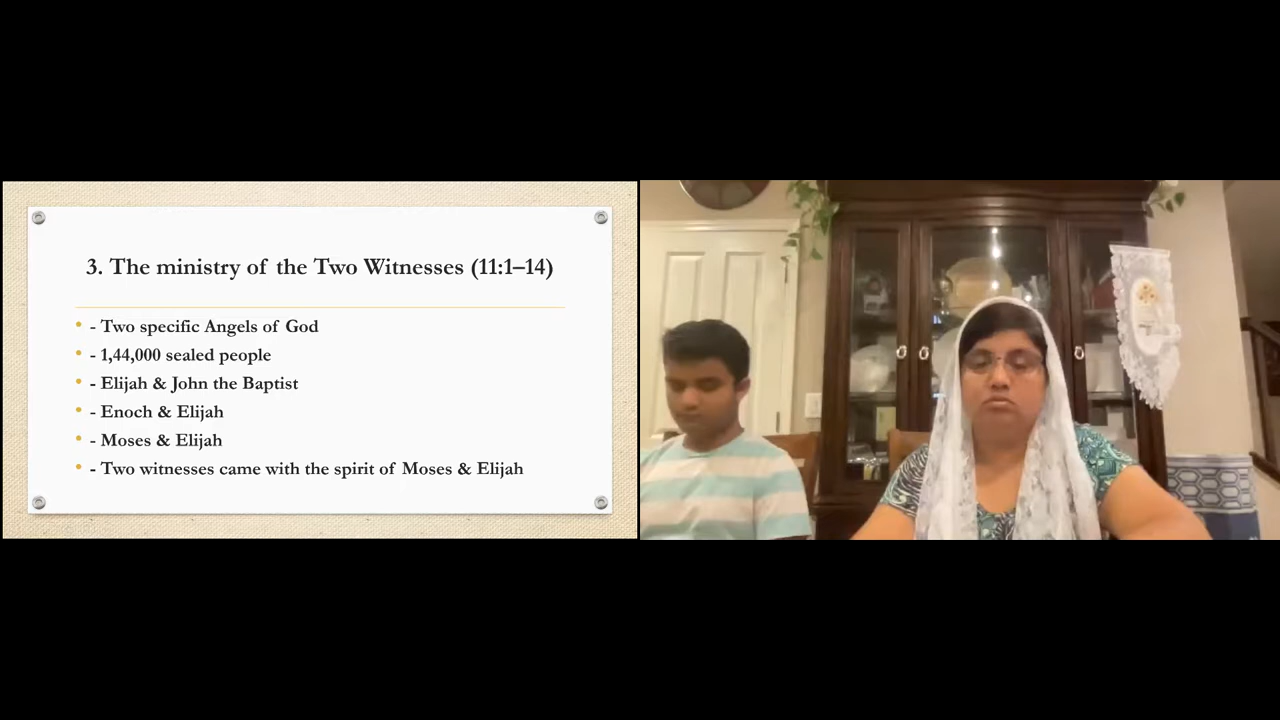 3. The ministry of the Two Witnesses (11:1–14)
- Two specific Angels of God
- 1,44,000 sealed people
- Elijah & John the Baptist
- Enoch & Elijah
- Moses & Elijah
- Two witnesses came with the spirit of Moses & Elijah